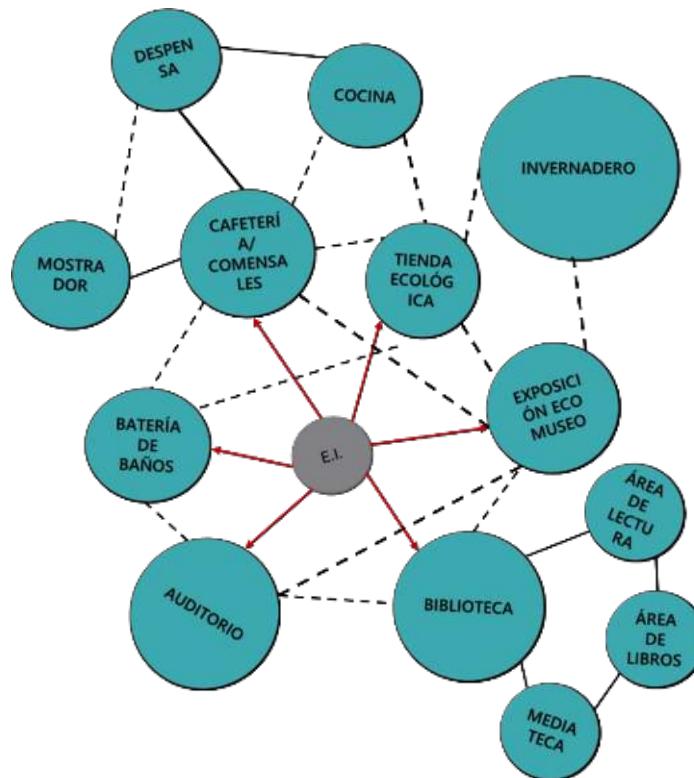 DESPEN
SA
COCINA
INVERNADERO
CAFETERÍ
A/
COMENSA
LES
TIENDA
ECOLÓG
ICA
MOSTRA
DOR
EXPOSICI
ÓN ECO
MUSEO
BATERÍA
DE
BAÑOS
E.I.
ÁREA
DE
LECTU
RA
AUDITORIO
BIBLIOTECA
ÁREA
DE
LIBROS
MEDIA
TECA